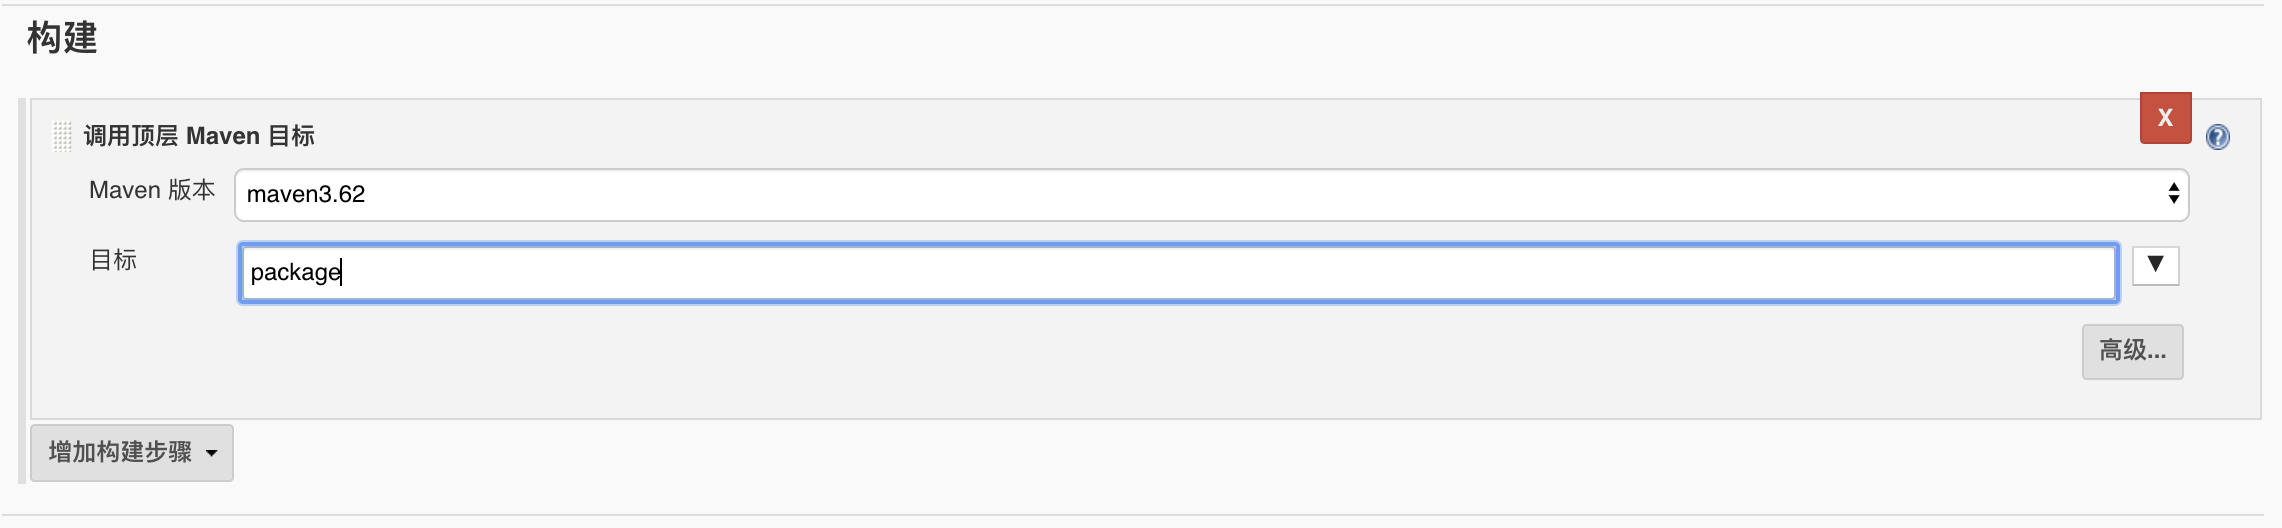 构建
调用顶层 Maven 目标
X
Maven 版本
maven3.62
目标
package
高级...
增加构建步骤